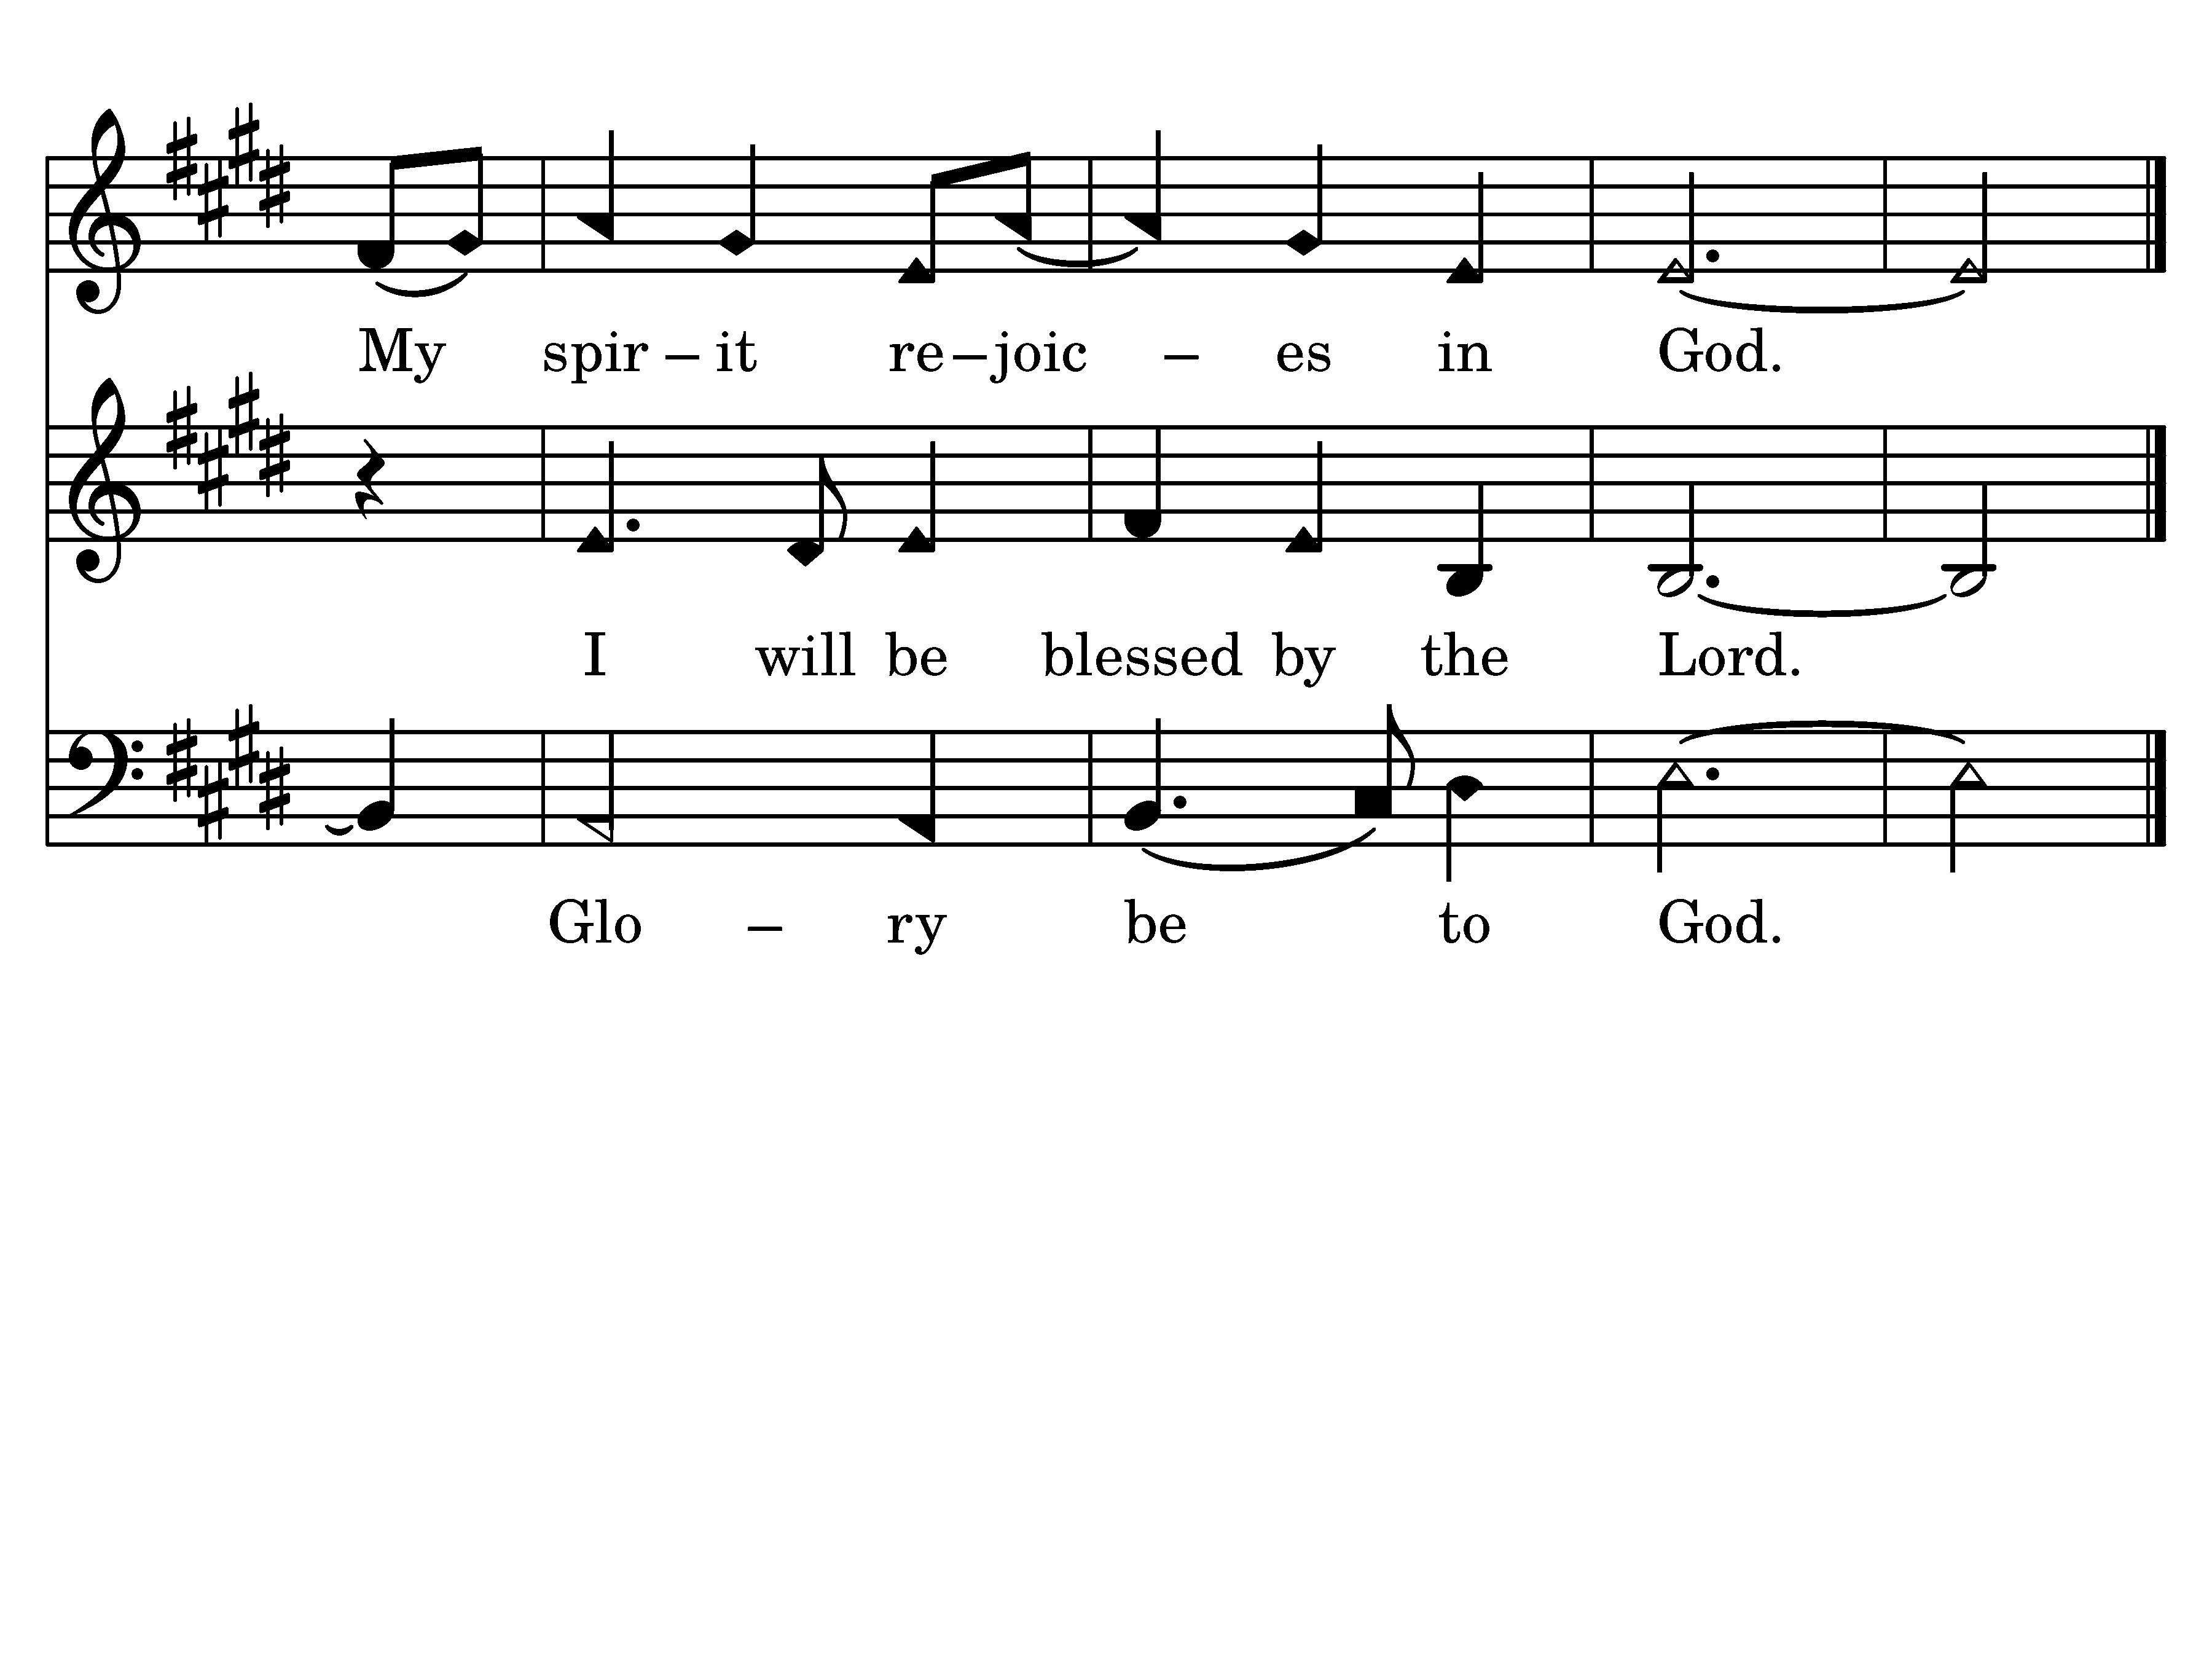 My spir – it re – joic – es in God.
I will be blessed by the Lord.
Glo – ry be to God.